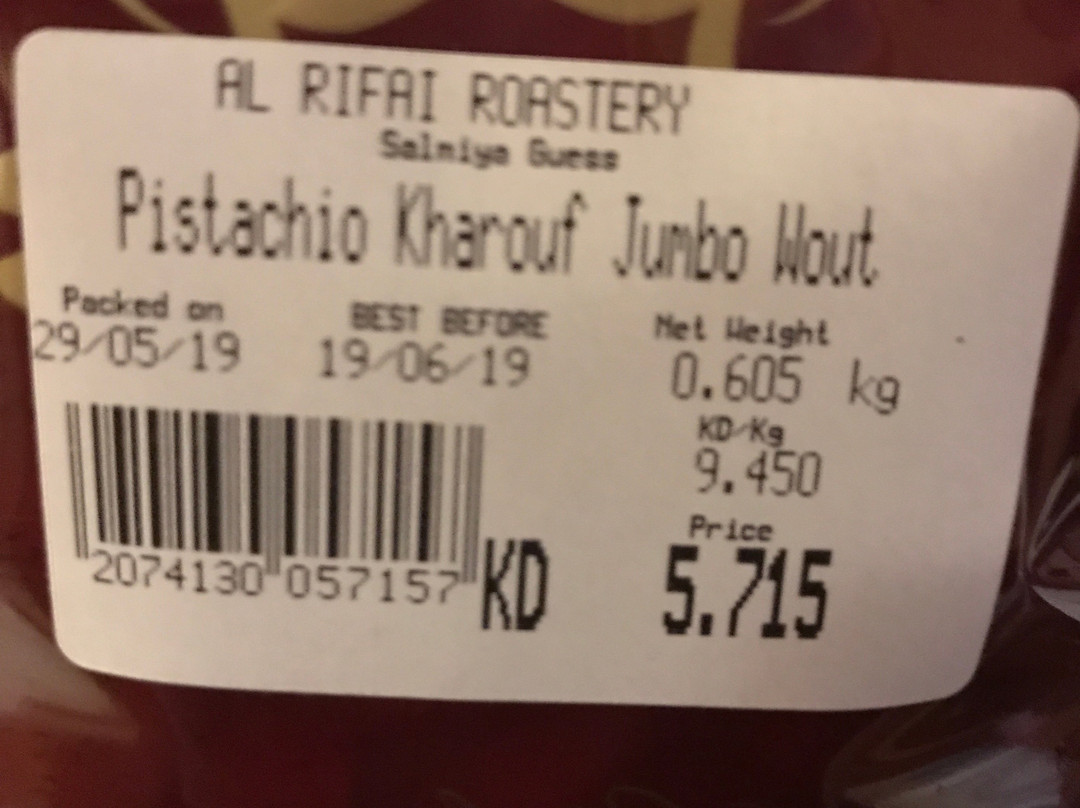 AL RIFAI ROASTERY
Salmiya Guess
Pistachio Kharouf Jumbo Wout
Packed on BEST BEFORE Net Weight
29/05/19 19/06/19 0.605 kg
KD/Kg
9.450
Price
2074130 057157 KD 5.715